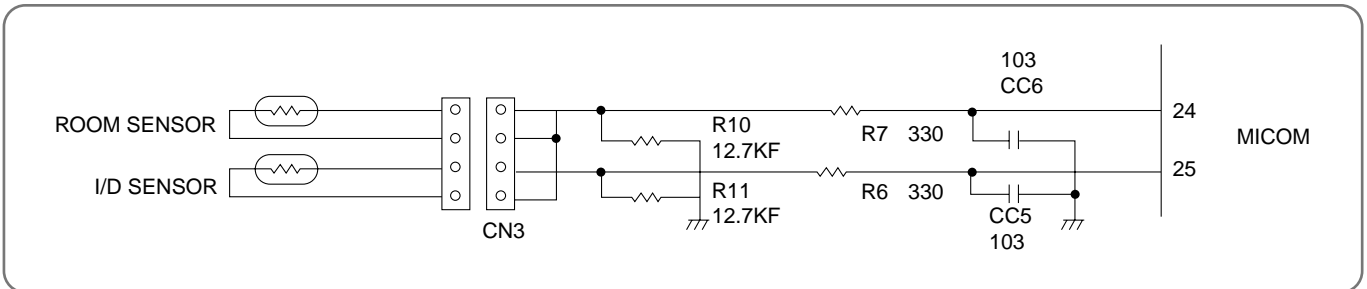 ROOM SENSOR
I/D SENSOR
CN3
R10
12.7KF
R11
12.7KF
R7 330
R6 330
103
CC6
CC5
103
24
25
MICOM